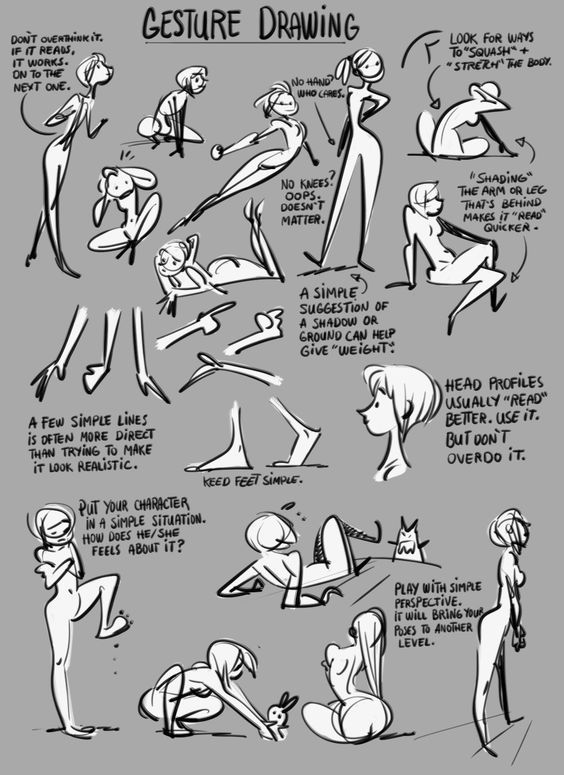 GESTURE DRAWING
DON'T OVERTHINK IT.
IF IT READS,
IT WORKS.
ON TO THE
NEXT ONE.
NO HAND?
WHO CARES.
LOOK FOR WAYS
TO "SQUASH" +
"STRETCH" THE BODY.
NO KNEES?
OOPS.
DOESN'T
MATTER.
"SHADING"
THE ARM OR LEG
THAT'S BEHIND
MAKES IT "READ"
QUICKER.
A SIMPLE
SUGGESTION OF
A SHADOW OR
GROUND CAN HELP
GIVE "WEIGHT".
HEAD PROFILES
USUALLY "READ"
BETTER. USE IT.
BUT DON'T
OVERDO IT.
A FEW SIMPLE LINES
IS OFTEN MORE DIRECT
THAN TRYING TO MAKE
IT LOOK REALISTIC.
KEED FEET SIMPLE.
PUT YOUR CHARACTER
IN A SIMPLE SITUATION.
HOW DOES HE/SHE
FEELS ABOUT IT?
PLAY WITH SIMPLE
PERSPECTIVE.
IT WILL BRING YOUR
POSES TO ANOTHER
LEVEL.